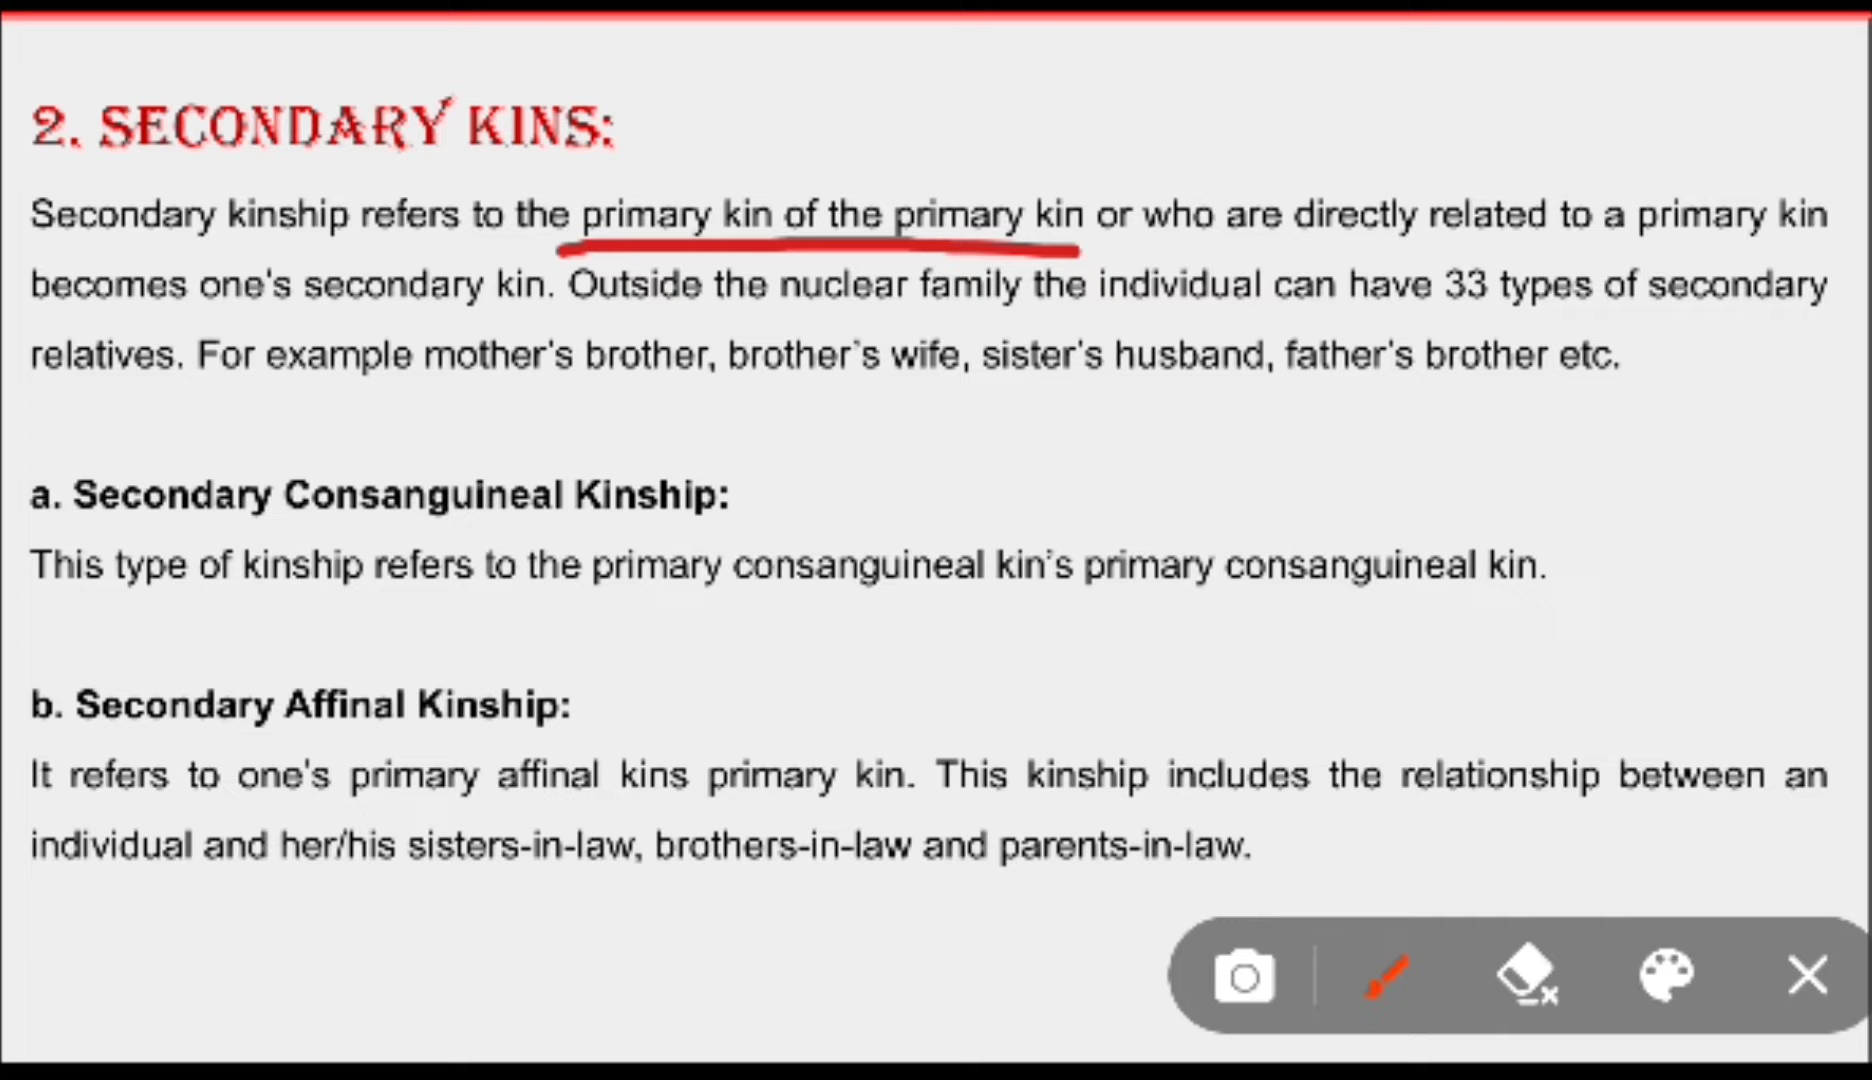 2. SECONDARY KINS:
Secondary kinship refers to the primary kin of the primary kin or who are directly related to a primary kin
becomes one's secondary kin. Outside the nuclear family the individual can have 33 types of secondary
relatives. For example mother's brother, brother's wife, sister's husband, father's brother etc.
a. Secondary Consanguineal Kinship:
This type of kinship refers to the primary consanguineal kin's primary consanguineal kin.
b. Secondary Affinal Kinship:
It refers to one's primary affinal kins primary kin. This kinship includes the relationship between an
individual and her/his sisters-in-law, brothers-in-law and parents-in-law.